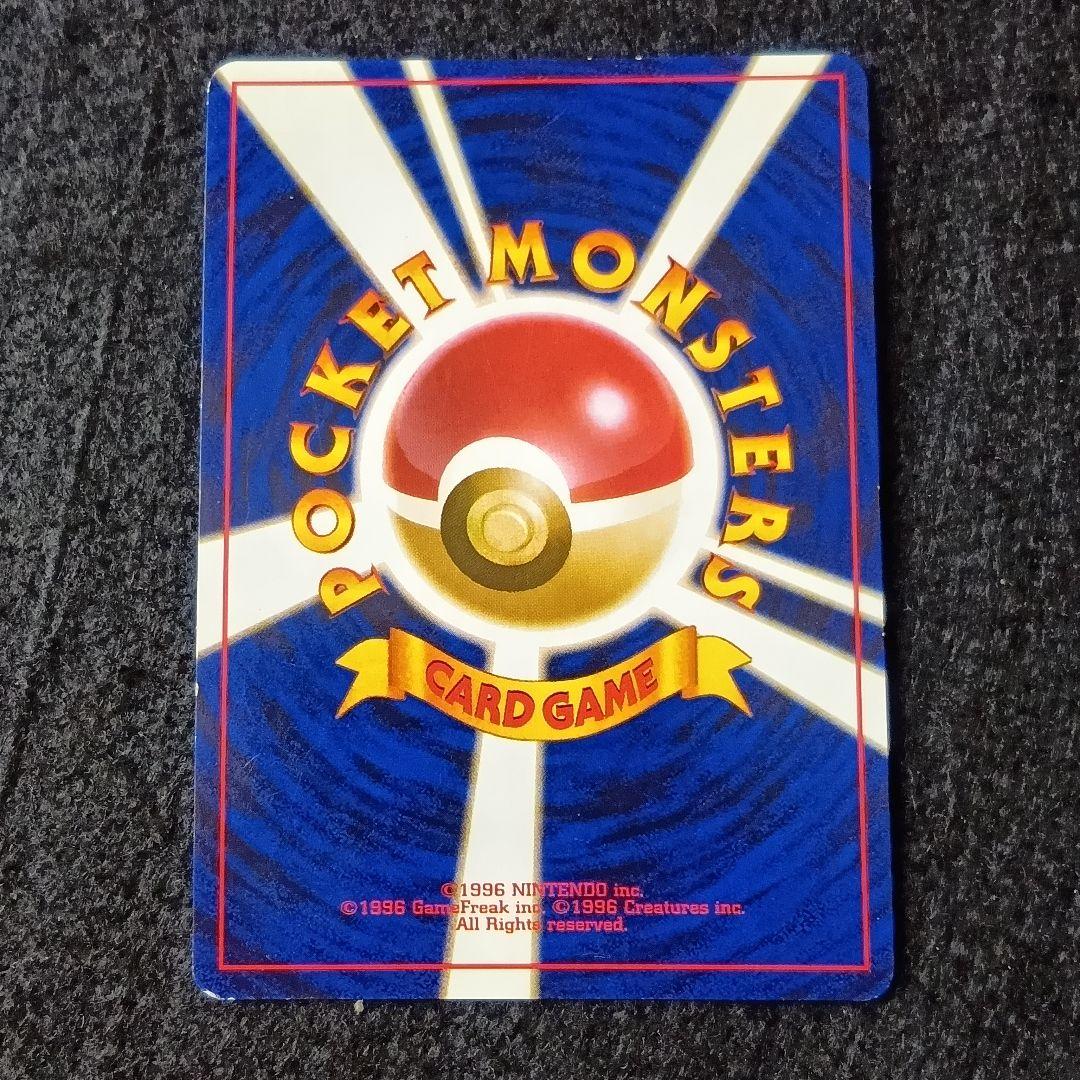 POCKET MONSTERS
CARD GAME
©1996 NINTENDO inc.
©1996 GameFreak inc. ©1996 Creatures inc.
All Rights reserved.